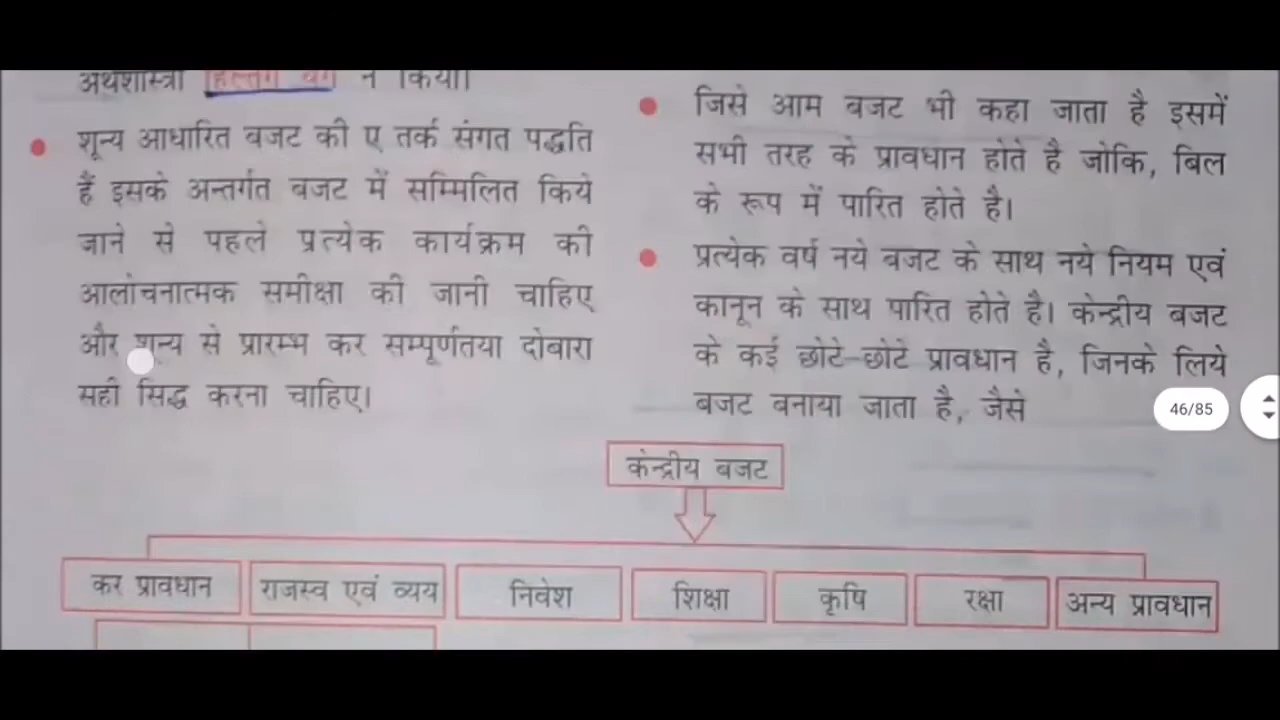 अर्थशास्त्री हिल्तन यंग ने किया।
शून्य आधारित बजट की ए तर्क संगत पद्धति
हैं इसके अन्तर्गत बजट में सम्मिलित किये
जाने से पहले प्रत्येक कार्यक्रम की
आलोचनात्मक समीक्षा की जानी चाहिए
और शून्य से प्रारम्भ कर सम्पूर्णतया दोबारा
सही सिद्ध करना चाहिए।
जिसे आम बजट भी कहा जाता है इसमें
सभी तरह के प्रावधान होते है जोकि, बिल
के रूप में पारित होते है।
प्रत्येक वर्ष नये बजट के साथ नये नियम एवं
कानून के साथ पारित होते है। केन्द्रीय बजट
के कई छोटे-छोटे प्रावधान है, जिनके लिये
बजट बनाया जाता है, जैसे
46/85
केन्द्रीय बजट
कर प्रावधान
राजस्व एवं व्यय
निवेश
शिक्षा
कृषि
रक्षा
अन्य प्रावधान